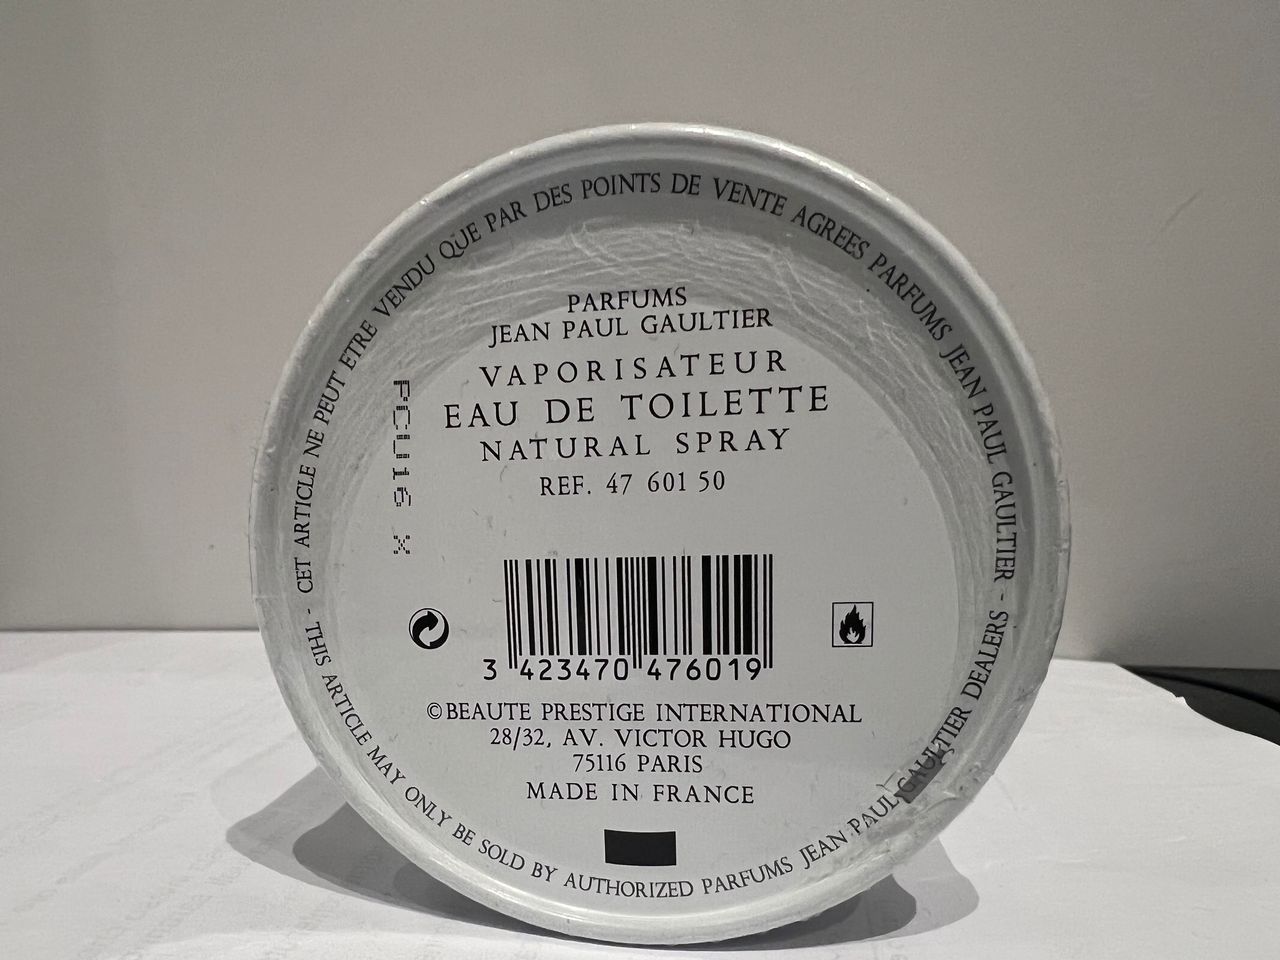 CET ARTICLE NE PEUT ETRE VENDU QUE PAR DES POINTS DE VENTE AGREES PARFUMS JEAN PAUL GAULTIER -
THIS ARTICLE MAY ONLY BE SOLD BY AUTHORIZED PARFUMS JEAN PAUL GAULTIER DEALERS -
PARFUMS
JEAN PAUL GAULTIER
VAPORISATEUR
EAU DE TOILETTE
NATURAL SPRAY
REF. 47 601 50
PCU16 X
3 423470 476019
©BEAUTE PRESTIGE INTERNATIONAL
28/32, AV. VICTOR HUGO
75116 PARIS
MADE IN FRANCE